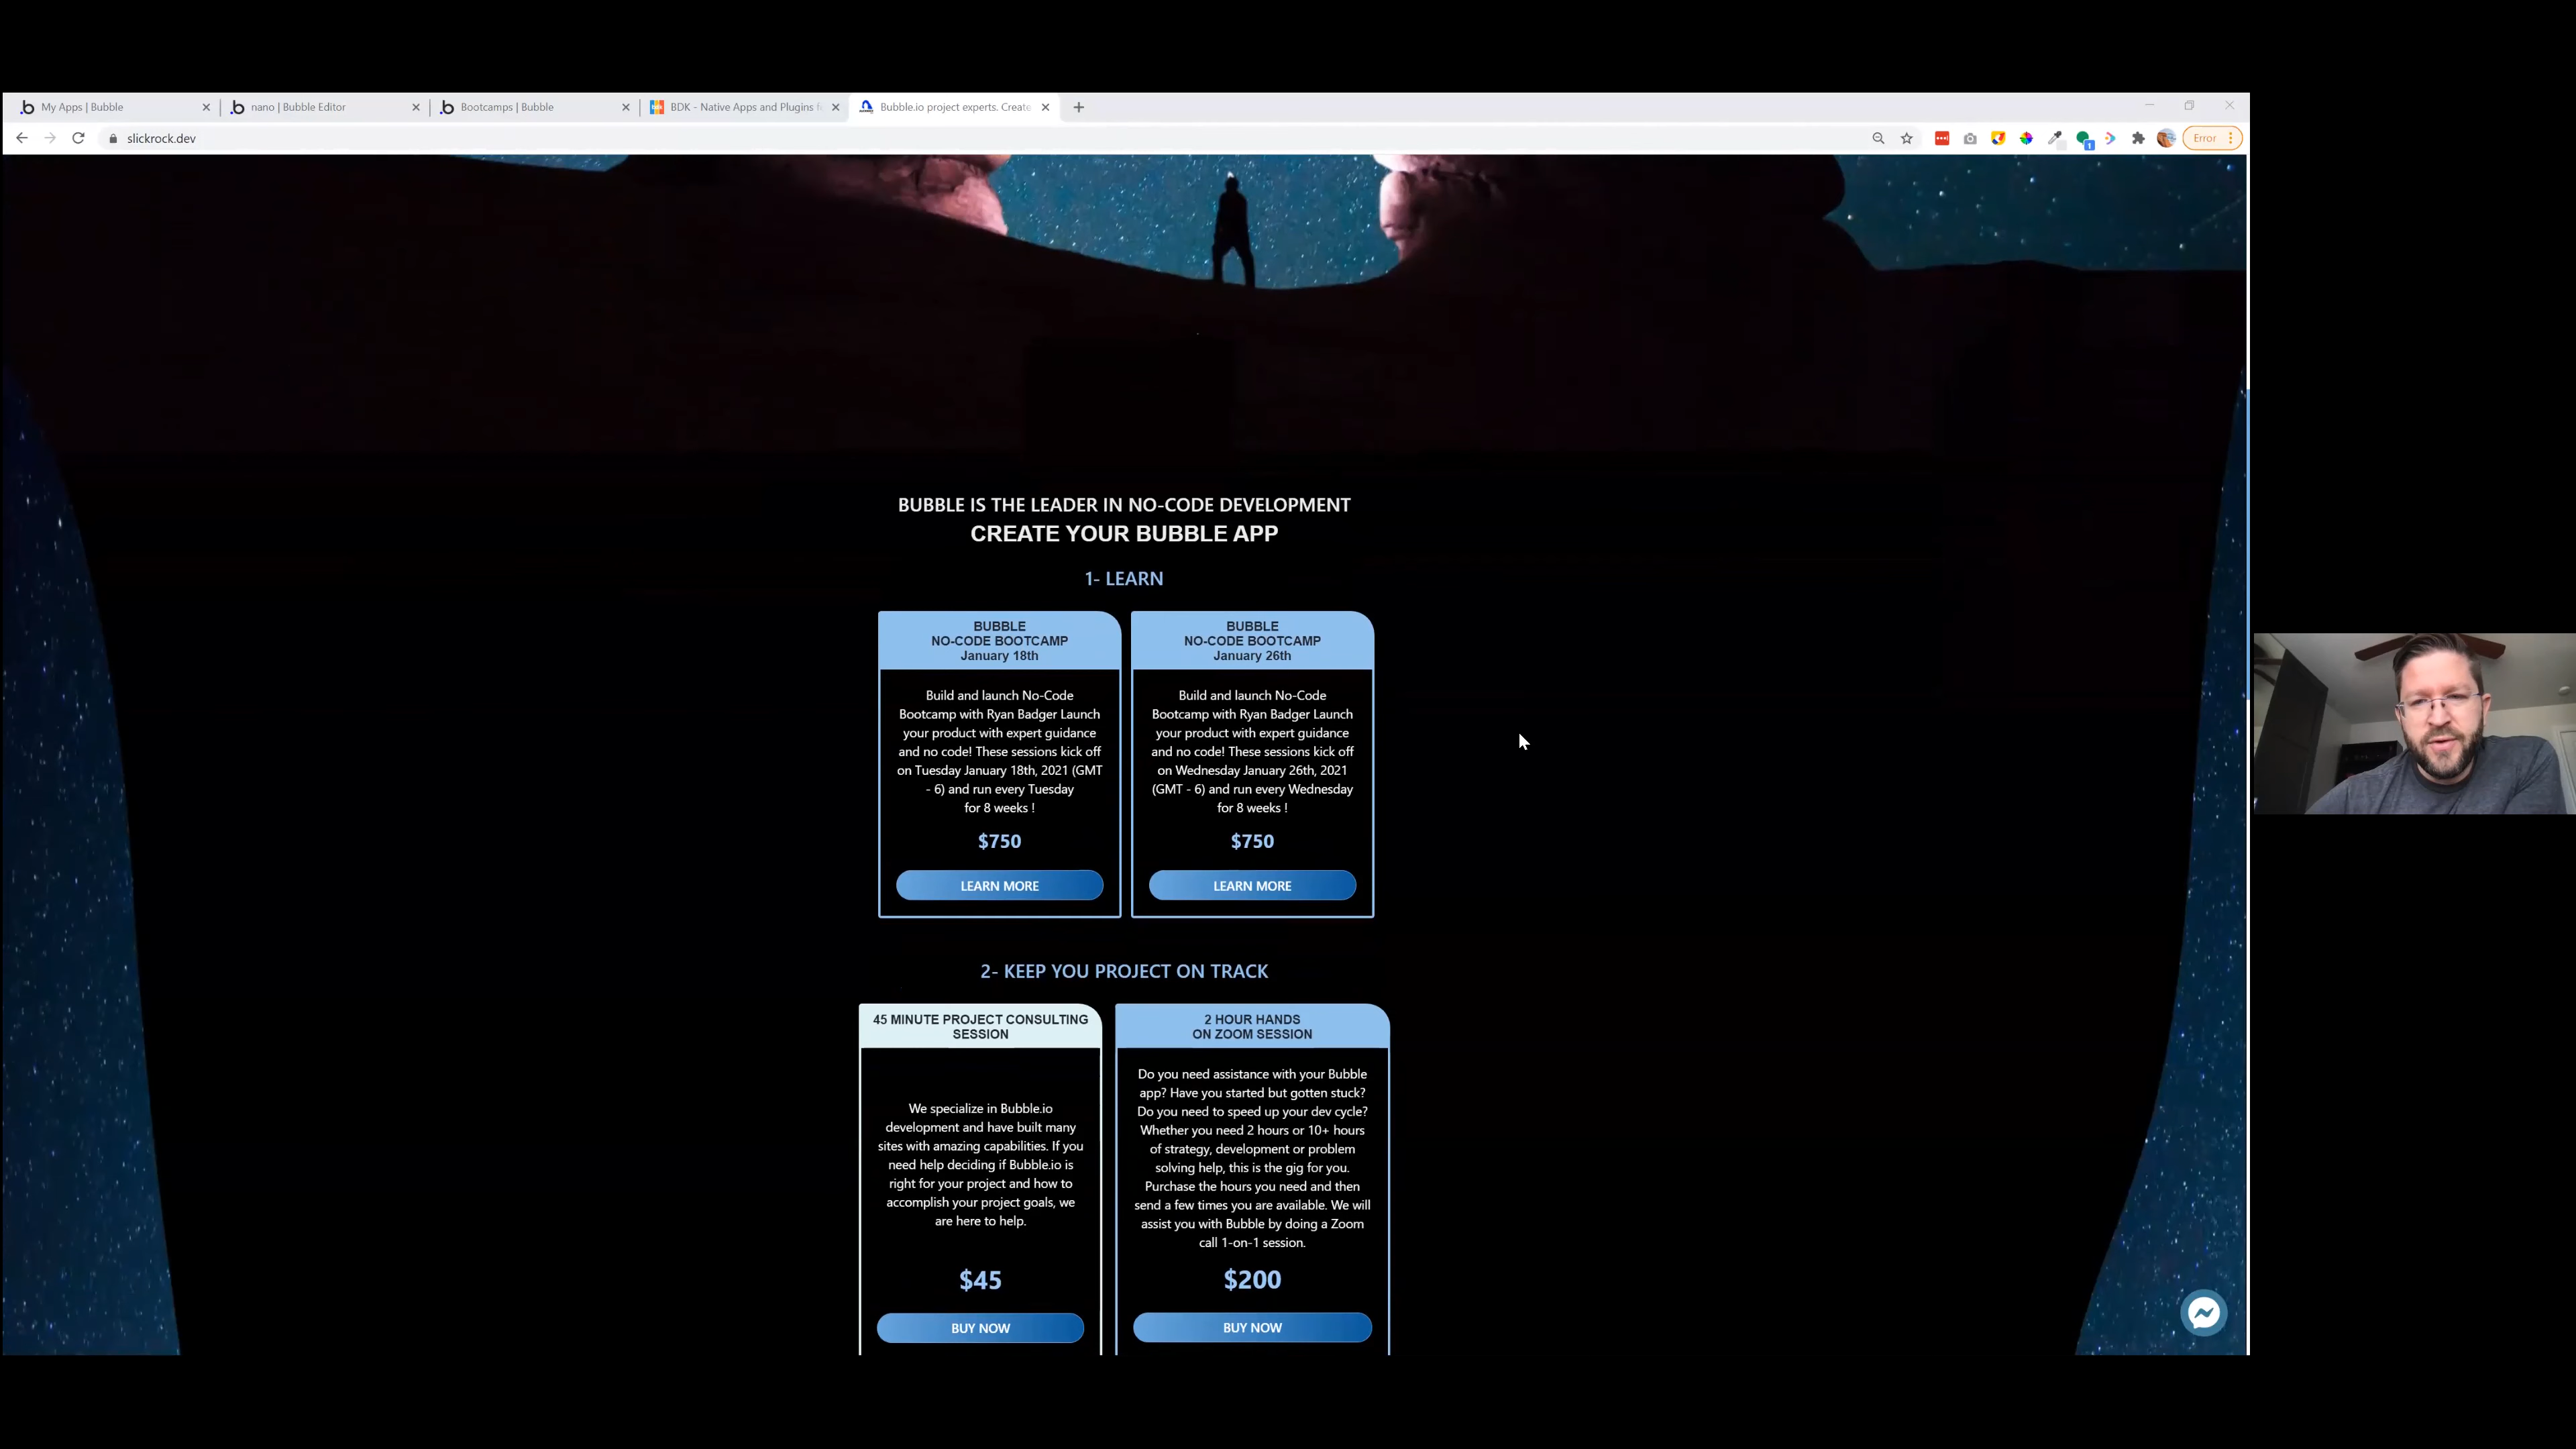 My Apps | Bubble
nano | Bubble Editor
Bootcamps | Bubble
BDK - Native Apps and Plugins f
Bubble.io project experts. Create
slickrock.dev
Error
1
BUBBLE IS THE LEADER IN NO-CODE DEVELOPMENT
CREATE YOUR BUBBLE APP
1- LEARN
BUBBLE
NO-CODE BOOTCAMP
January 18th
Build and launch No-Code
Bootcamp with Ryan Badger Launch
your product with expert guidance
and no code! These sessions kick off
on Tuesday January 18th, 2021 (GMT
- 6) and run every Tuesday
for 8 weeks !
$750
LEARN MORE
BUBBLE
NO-CODE BOOTCAMP
January 26th
Build and launch No-Code
Bootcamp with Ryan Badger Launch
your product with expert guidance
and no code! These sessions kick off
on Wednesday January 26th, 2021
(GMT - 6) and run every Wednesday
for 8 weeks !
$750
LEARN MORE
2- KEEP YOU PROJECT ON TRACK
45 MINUTE PROJECT CONSULTING
SESSION
We specialize in Bubble.io
development and have built many
sites with amazing capabilities. If you
need help deciding if Bubble.io is
right for your project and how to
accomplish your project goals, we
are here to help.
$45
BUY NOW
2 HOUR HANDS
ON ZOOM SESSION
Do you need assistance with your Bubble
app? Have you started but gotten stuck?
Do you need to speed up your dev cycle?
Whether you need 2 hours or 10+ hours
of strategy, development or problem
solving help, this is the gig for you.
Purchase the hours you need and then
send a few times you are available. We will
assist you with Bubble by doing a Zoom
call 1-on-1 session.
$200
BUY NOW